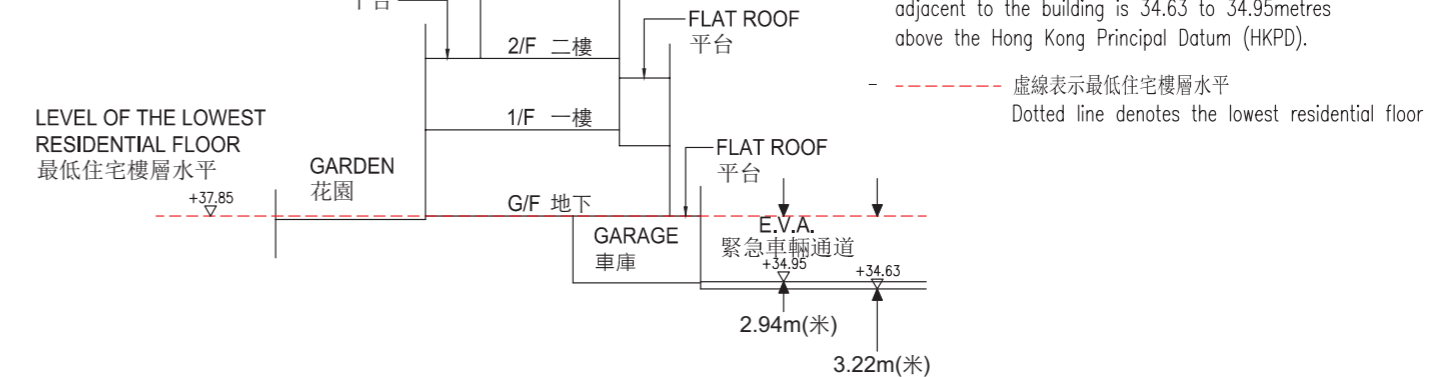 平台
FLAT ROOF
平台
2/F 二樓
1/F 一樓
LEVEL OF THE LOWEST
RESIDENTIAL FLOOR
最低住宅樓層水平
+37.85
GARDEN
花園
FLAT ROOF
平台
G/F 地下
GARAGE
車庫
E.V.A.
緊急車輛通道
+34.95
+34.63
2.94m(米)
3.22m(米)
adjacent to the building is 34.63 to 34.95metres
above the Hong Kong Principal Datum (HKPD).
- 虛線表示最低住宅樓層水平
Dotted line denotes the lowest residential floor